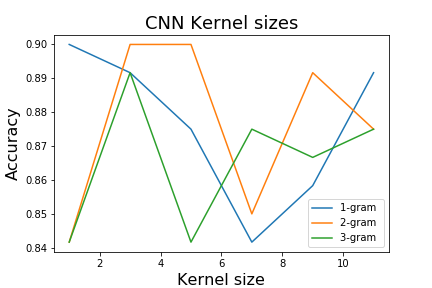 CNN Kernel sizes
Accuracy
0.90
0.89
0.88
0.87
0.86
0.85
0.84
1-gram
2-gram
3-gram
2 4 6 8 10
Kernel size